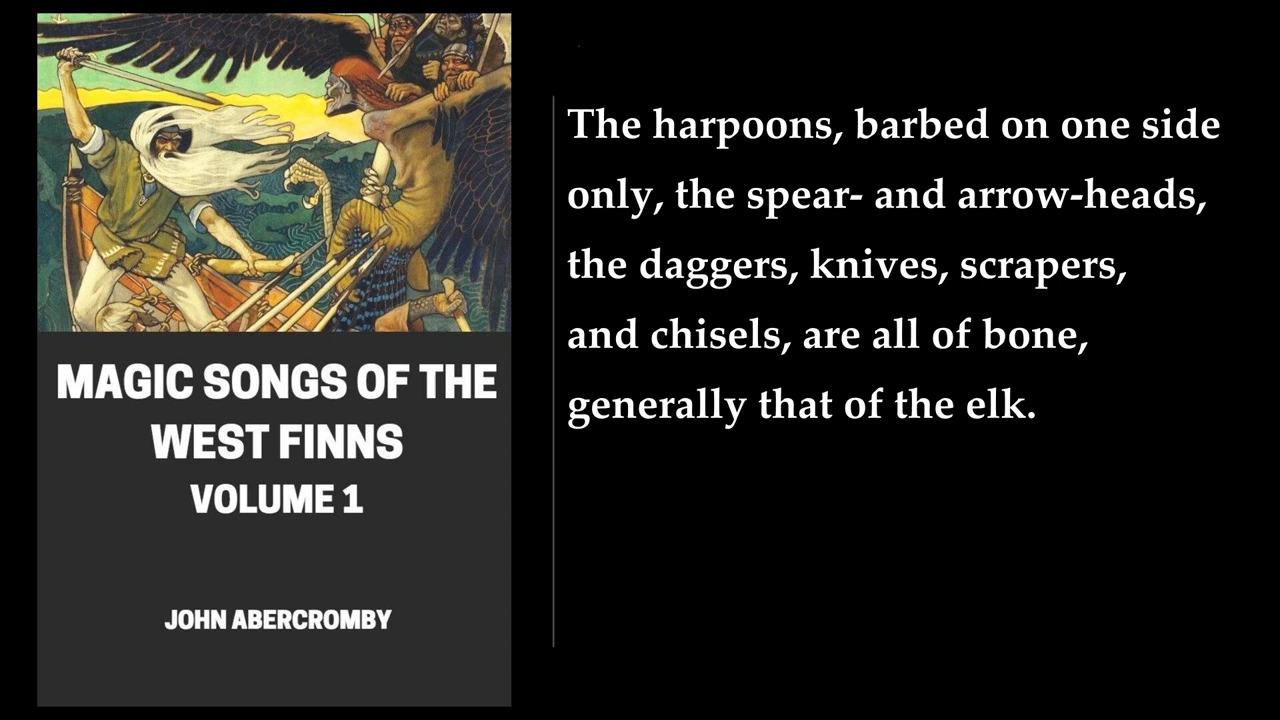 MAGIC SONGS OF THE
WEST FINNS
VOLUME 1
JOHN ABERCROMBY
The harpoons, barbed on one side
only, the spear- and arrow-heads,
the daggers, knives, scrapers,
and chisels, are all of bone,
generally that of the elk.